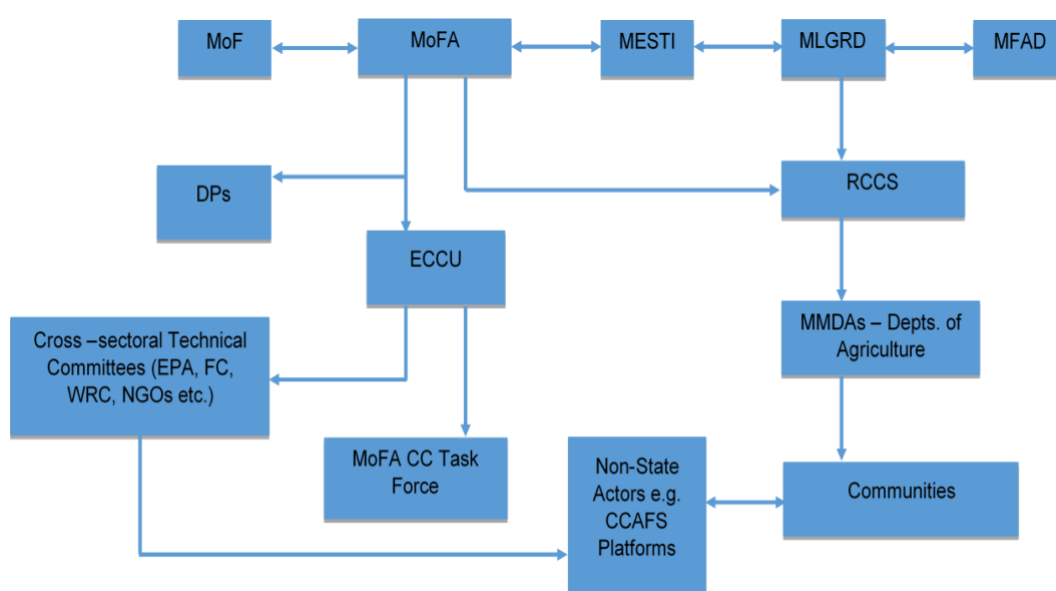 MoF
MoFA
MESTI
MLGRD
MFAD
DPs
RCCS
ECCU
Cross –sectoral Technical
Committees (EPA, FC,
WRC, NGOs etc.)
MMDAs – Depts. of
Agriculture
MoFA CC Task
Force
Non-State
Actors e.g.
CCAFS
Platforms
Communities